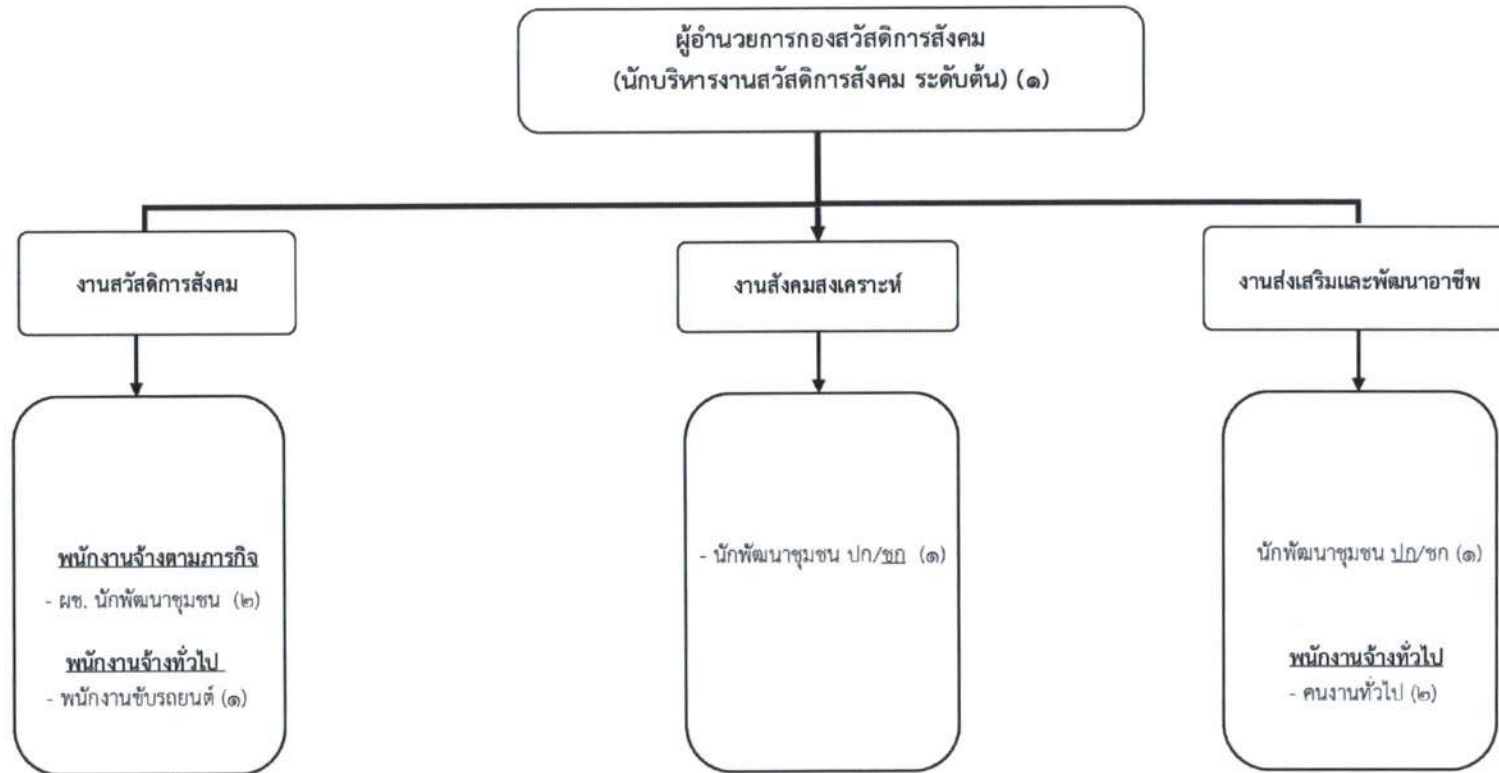 ผู้อำนวยการกองสวัสดิการสังคม
(นักบริหารงานสวัสดิการสังคม ระดับต้น) (๑)
งานสวัสดิการสังคม
งานสังคมสงเคราะห์
งานส่งเสริมและพัฒนาอาชีพ
พนักงานจ้างตามภารกิจ
- ผช. นักพัฒนาชุมชน (๒)
พนักงานจ้างทั่วไป
- พนักงานขับรถยนต์ (๑)
- นักพัฒนาชุมชน ปก/ชก (๑)
นักพัฒนาชุมชน ปก/ชก (๑)
พนักงานจ้างทั่วไป
- คนงานทั่วไป (๒)